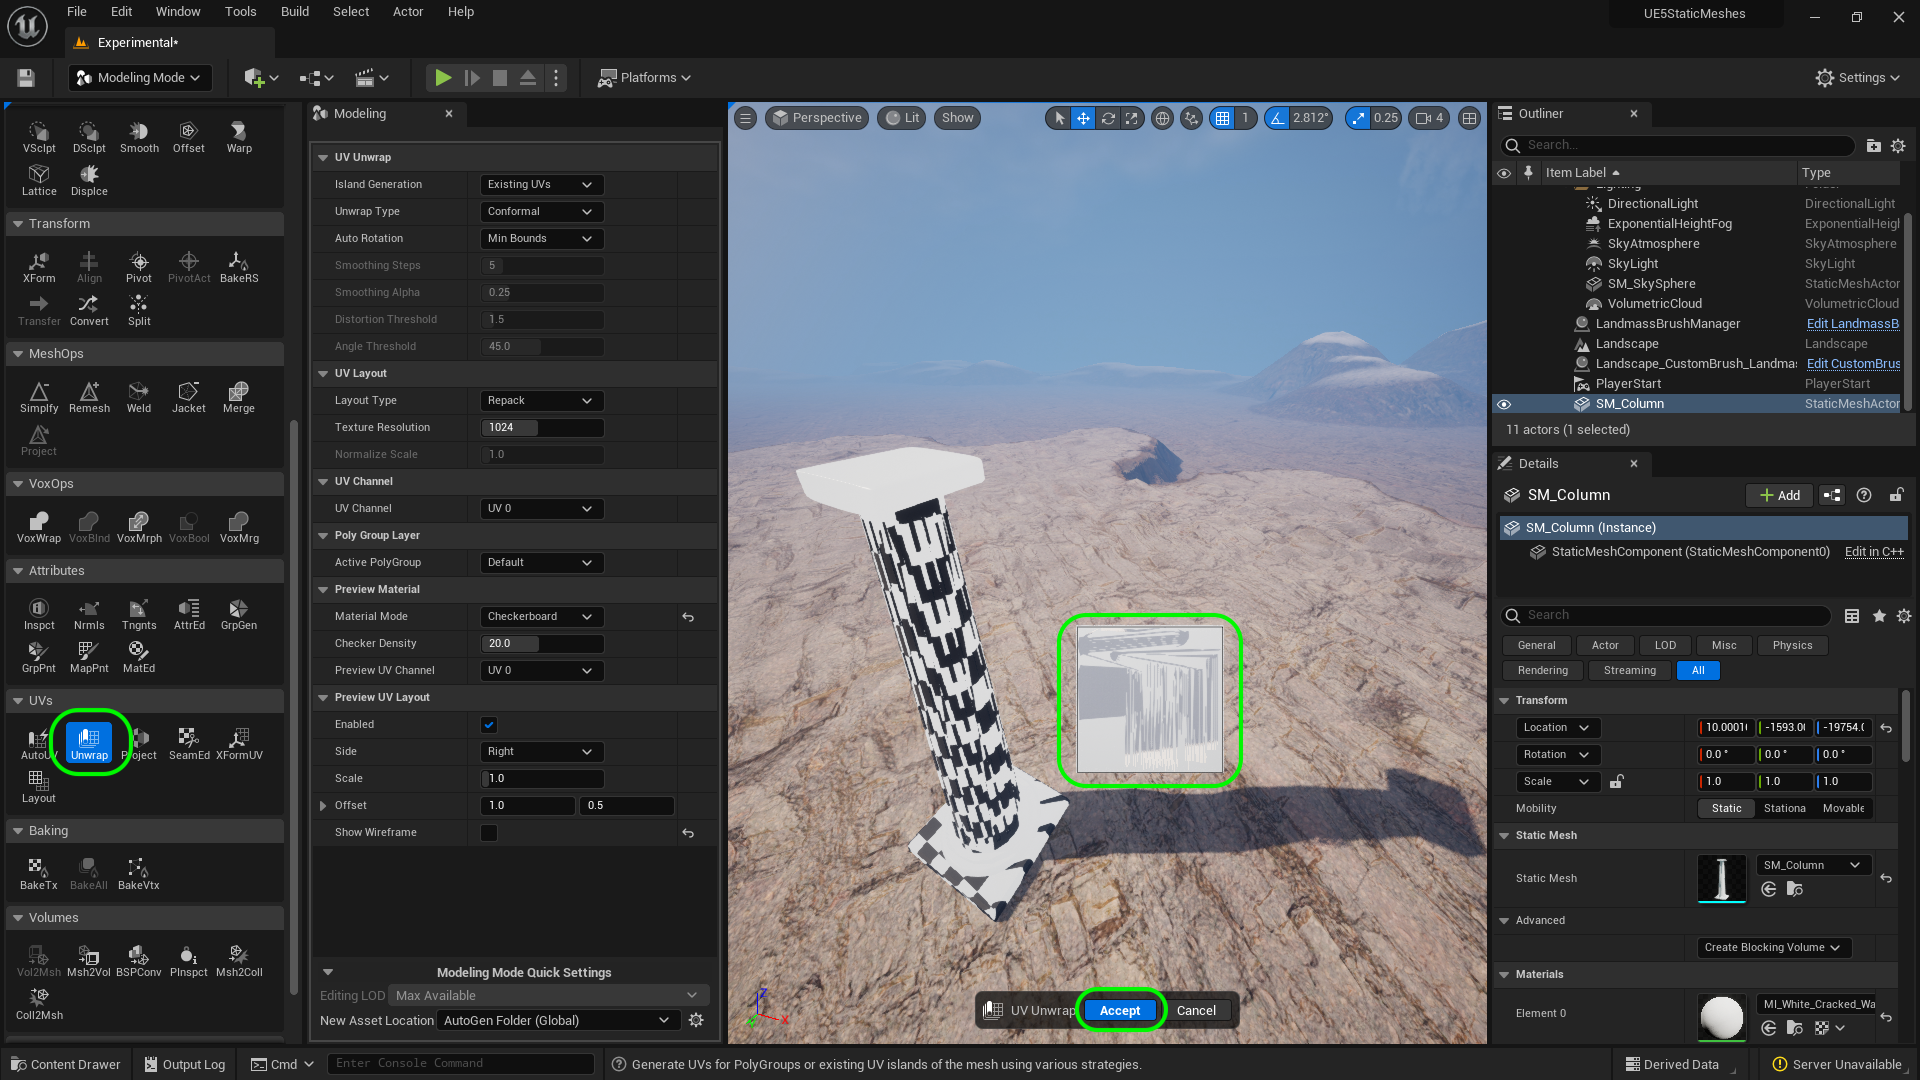 File Edit Window Tools Build Select Actor Help
UE5StaticMeshes
Experimental*
Modeling Mode
Platforms
Settings
VSclpt DSclpt Smooth Offset Warp
Lattice Displce
Transform
XForm Align Pivot PivotAct BakeRS
Transfer Convert Split
MeshOps
Simplfy Remesh Weld Jacket Merge
Project
VoxOps
VoxWrap VoxBlnd VoxMrph VoxBool VoxMrg
Attributes
Inspct Nrmls Tngnts AttrEd GrpGen
GrpPnt MapPnt MatEd
UVs
Unwrap Project SeamEd XFormUV
Layout
Baking
BakeTx BakeAll BakeVtx
Volumes
Vol2Msh Msh2Vol BSPConv PInspct Msh2Coll
Coll2Msh
Modeling
UV Unwrap
Island Generation Existing UVs
Unwrap Type Conformal
Auto Rotation Min Bounds
Smoothing Steps 5
Smoothing Alpha 0.25
Distortion Threshold 1.5
Angle Threshold 45.0
UV Layout
Layout Type Repack
Texture Resolution 1024
Normalize Scale 1.0
UV Channel
UV Channel UV 0
Poly Group Layer
Active PolyGroup Default
Preview Material
Material Mode Checkerboard
Checker Density 20.0
Preview UV Channel UV 0
Preview UV Layout
Enabled
Side Right
Scale 1.0
Offset 1.0 0.5
Show Wireframe
Modeling Mode Quick Settings
Editing LOD Max Available
New Asset Location AutoGen Folder (Global)
Perspective Lit Show
1 2.812° 0.25 4
Z
X
UV Unwrap Accept Cancel
Outliner
Search...
Item Label Type
DirectionalLight DirectionalLight
ExponentialHeightFog ExponentialHeigh
SkyAtmosphere SkyAtmosphere
SkyLight SkyLight
SM_SkySphere StaticMeshActor
VolumetricCloud VolumetricCloud
LandmassBrushManager Edit LandmassB
Landscape Landscape
Landscape_CustomBrush_Landmas Edit CustomBrus
PlayerStart PlayerStart
SM_Column StaticMeshActor
11 actors (1 selected)
Details
SM_Column Add
SM_Column (Instance)
StaticMeshComponent (StaticMeshComponent0) Edit in C++
Search
General Actor LOD Misc Physics
Rendering Streaming All
Transform
Location 10.0001 -1593.0 -19754.
Rotation 0.0 ° 0.0 ° 0.0 °
Scale 1.0 1.0 1.0
Mobility Static Stationa Movable
Static Mesh
Static Mesh SM_Column
Advanced
Create Blocking Volume
Materials
Element 0 MI_White_Cracked_Wa
Content Drawer Output Log Cmd Enter Console Command
Generate UVs for PolyGroups or existing UV islands of the mesh using various strategies.
Derived Data Server Unavailable